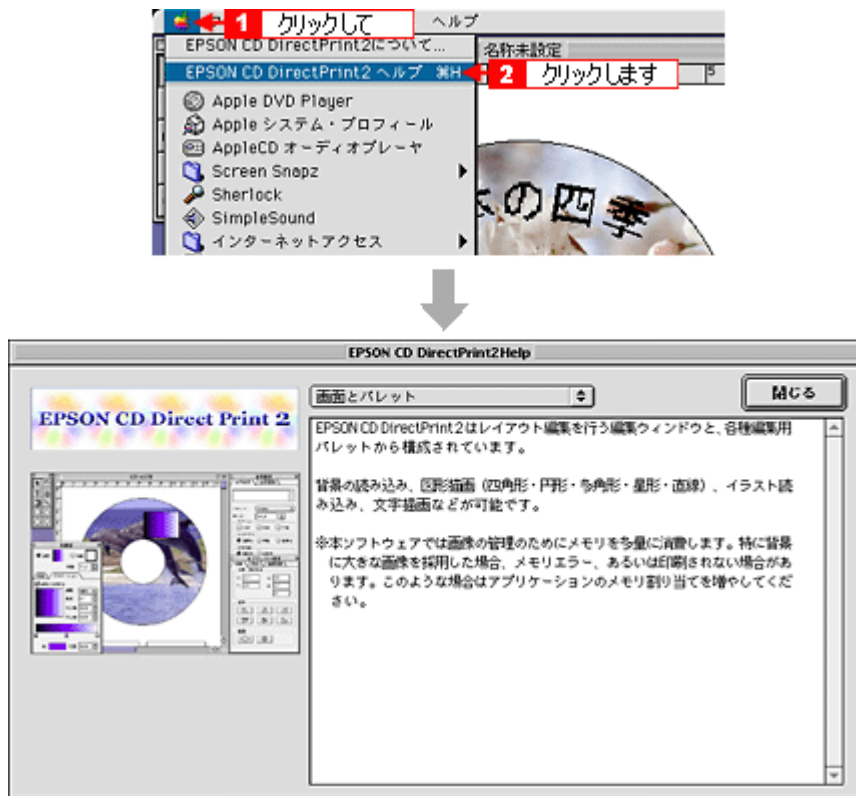 1 クリックして
ヘルプ
EPSON CD DirectPrint2について...
名称未設定
EPSON CD DirectPrint2 ヘルプ ⌘H
2 クリックします
5
Apple DVD Player
Apple システム・プロフィール
AppleCD オーディオプレーヤ
Screen Snapz
Sherlock
SimpleSound
インターネットアクセス
の四季
EPSON CD DirectPrint2Help
画面とパレット
閉じる
EPSON CD Direct Print 2
EPSON CD DirectPrint2はレイアウト編集を行う編集ウィンドウと、各種編集用
パレットから構成されています。
背景の読み込み、図形描画（四角形・円形・多角形・星形・直線）、イラスト読
み込み、文字描画などが可能です。
※本ソフトウェアでは画像の管理のためにメモリを多量に消費します。特に背景
に大きな画像を採用した場合、メモリエラー、あるいは印刷されない場合があ
ります。このような場合はアプリケーションのメモリ割り当てを増やしてくだ
さい。